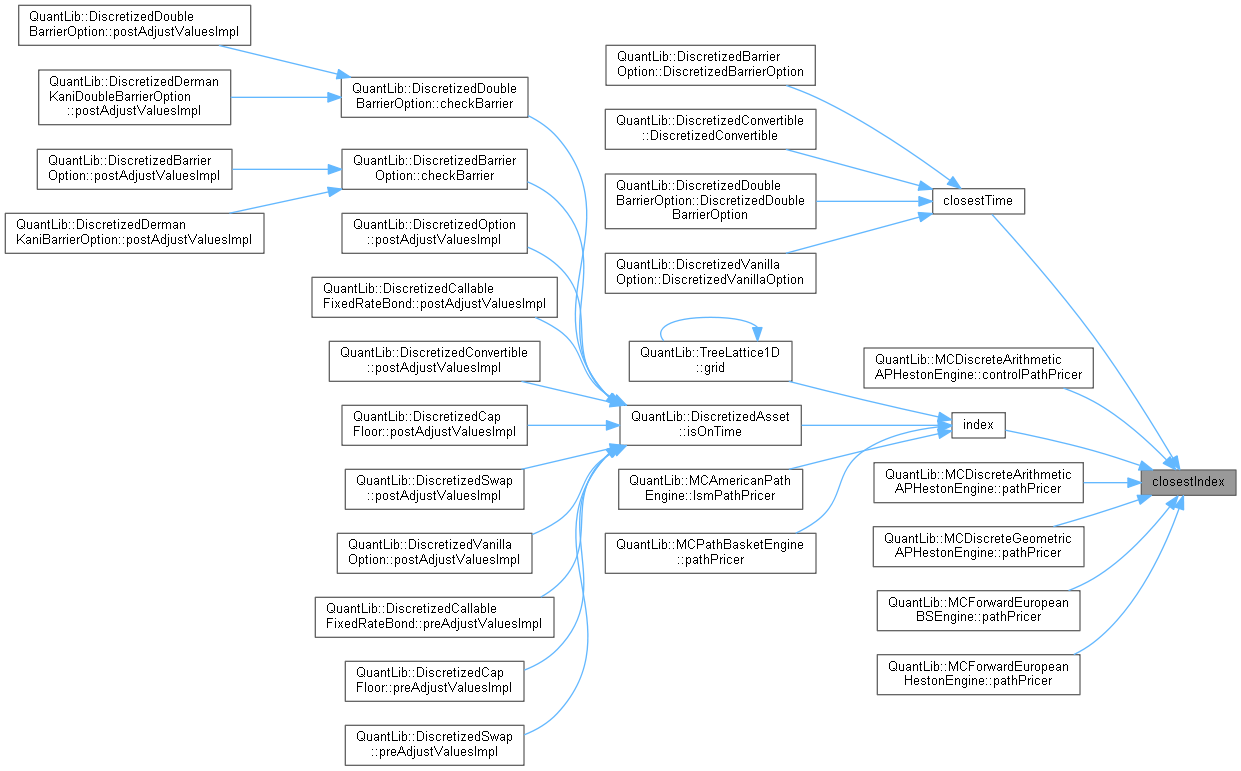 QuantLib::DiscretizedDouble
BarrierOption::postAdjustValuesImpl
QuantLib::DiscretizedDerman
KaniDoubleBarrierOption
::postAdjustValuesImpl
QuantLib::DiscretizedBarrier
Option::postAdjustValuesImpl
QuantLib::DiscretizedDerman
KaniBarrierOption::postAdjustValuesImpl
QuantLib::DiscretizedDouble
BarrierOption::checkBarrier
QuantLib::DiscretizedBarrier
Option::checkBarrier
QuantLib::DiscretizedOption
::postAdjustValuesImpl
QuantLib::DiscretizedCallable
FixedRateBond::postAdjustValuesImpl
QuantLib::DiscretizedConvertible
::postAdjustValuesImpl
QuantLib::DiscretizedCap
Floor::postAdjustValuesImpl
QuantLib::DiscretizedSwap
::postAdjustValuesImpl
QuantLib::DiscretizedVanilla
Option::postAdjustValuesImpl
QuantLib::DiscretizedCallable
FixedRateBond::preAdjustValuesImpl
QuantLib::DiscretizedCap
Floor::preAdjustValuesImpl
QuantLib::DiscretizedSwap
::preAdjustValuesImpl
QuantLib::DiscretizedBarrier
Option::DiscretizedBarrierOption
QuantLib::DiscretizedConvertible
::DiscretizedConvertible
QuantLib::DiscretizedDouble
BarrierOption::DiscretizedDouble
BarrierOption
QuantLib::DiscretizedVanilla
Option::DiscretizedVanillaOption
QuantLib::TreeLattice1D
::grid
QuantLib::DiscretizedAsset
::isOnTime
QuantLib::MCAmericanPath
Engine::lsmPathPricer
QuantLib::MCPathBasketEngine
::pathPricer
closestTime
QuantLib::MCDiscreteArithmetic
APHestonEngine::controlPathPricer
index
QuantLib::MCDiscreteArithmetic
APHestonEngine::pathPricer
QuantLib::MCDiscreteGeometric
APHestonEngine::pathPricer
QuantLib::MCForwardEuropean
BSEngine::pathPricer
QuantLib::MCForwardEuropean
HestonEngine::pathPricer
closestIndex